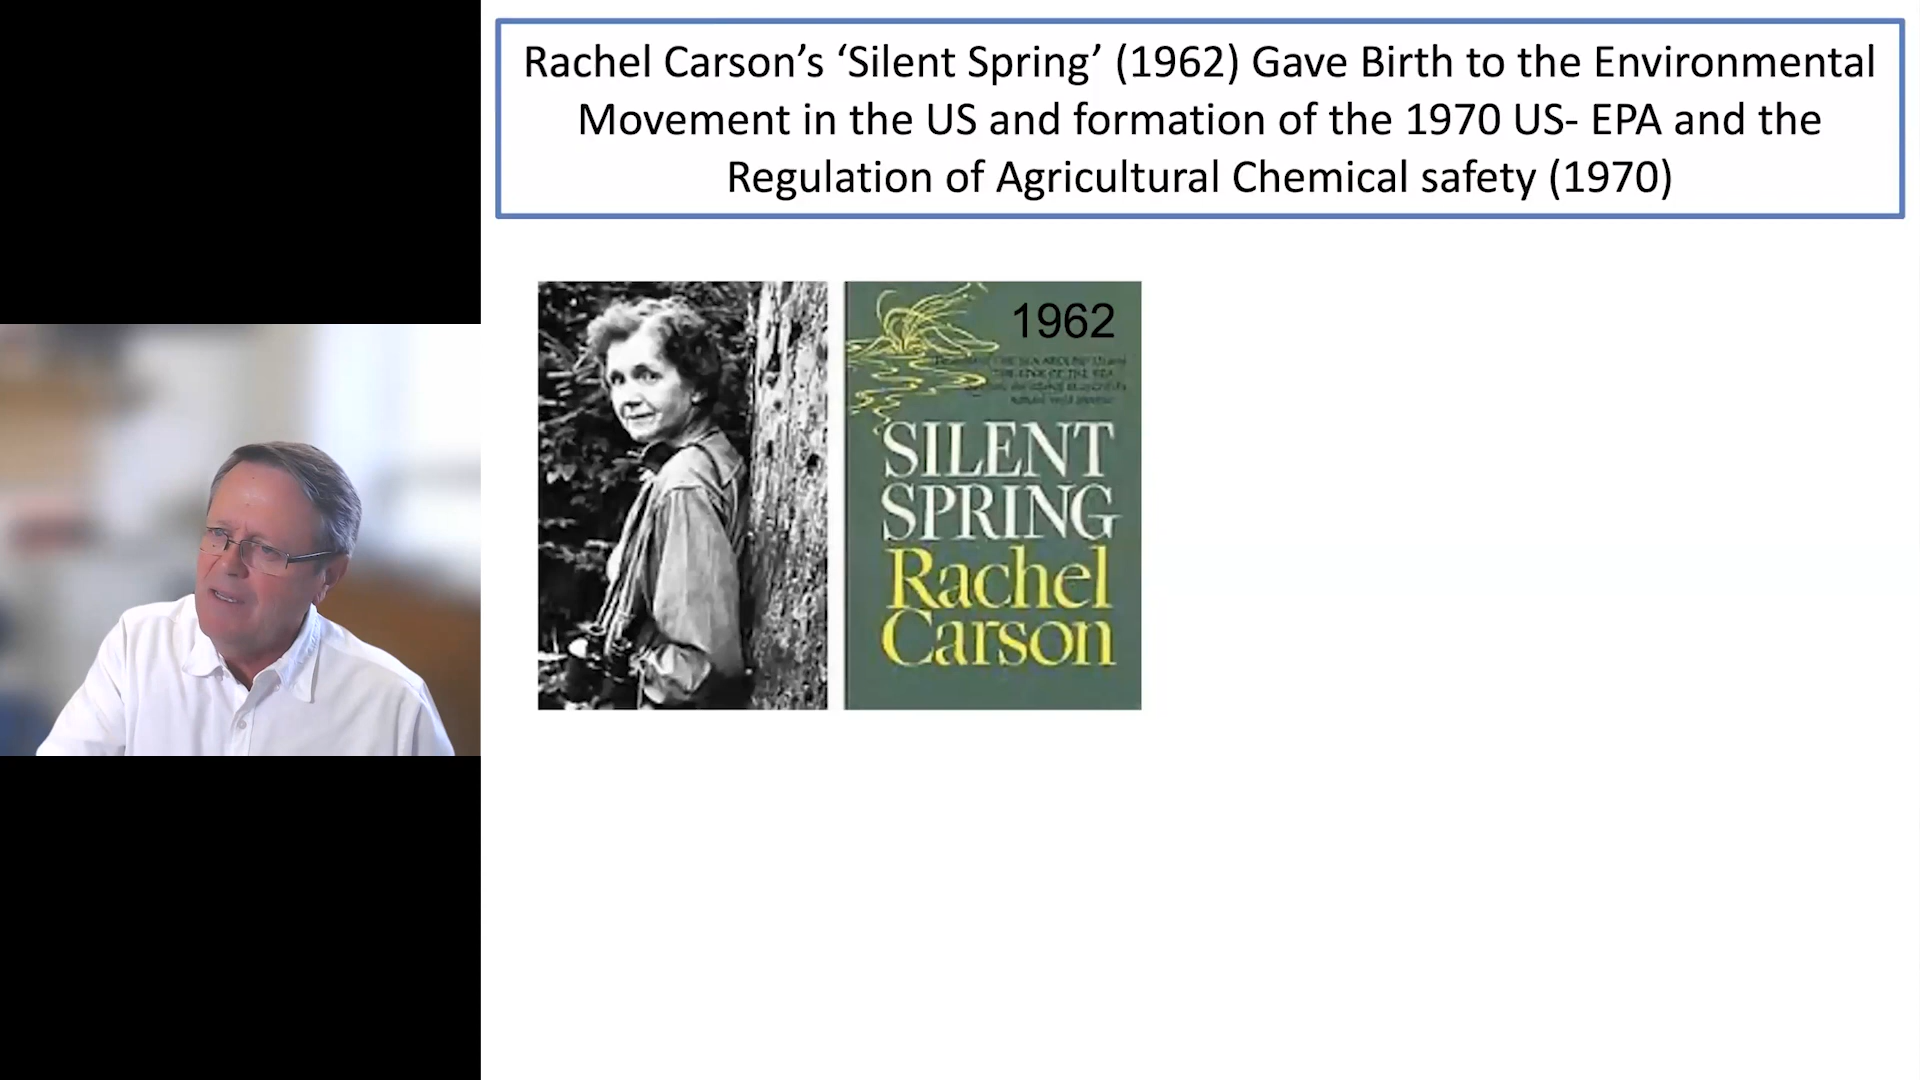 Rachel Carson’s ‘Silent Spring’ (1962) Gave Birth to the Environmental
Movement in the US and formation of the 1970 US- EPA and the
Regulation of Agricultural Chemical safety (1970)
1962
SILENT
SPRING
Rachel
Carson